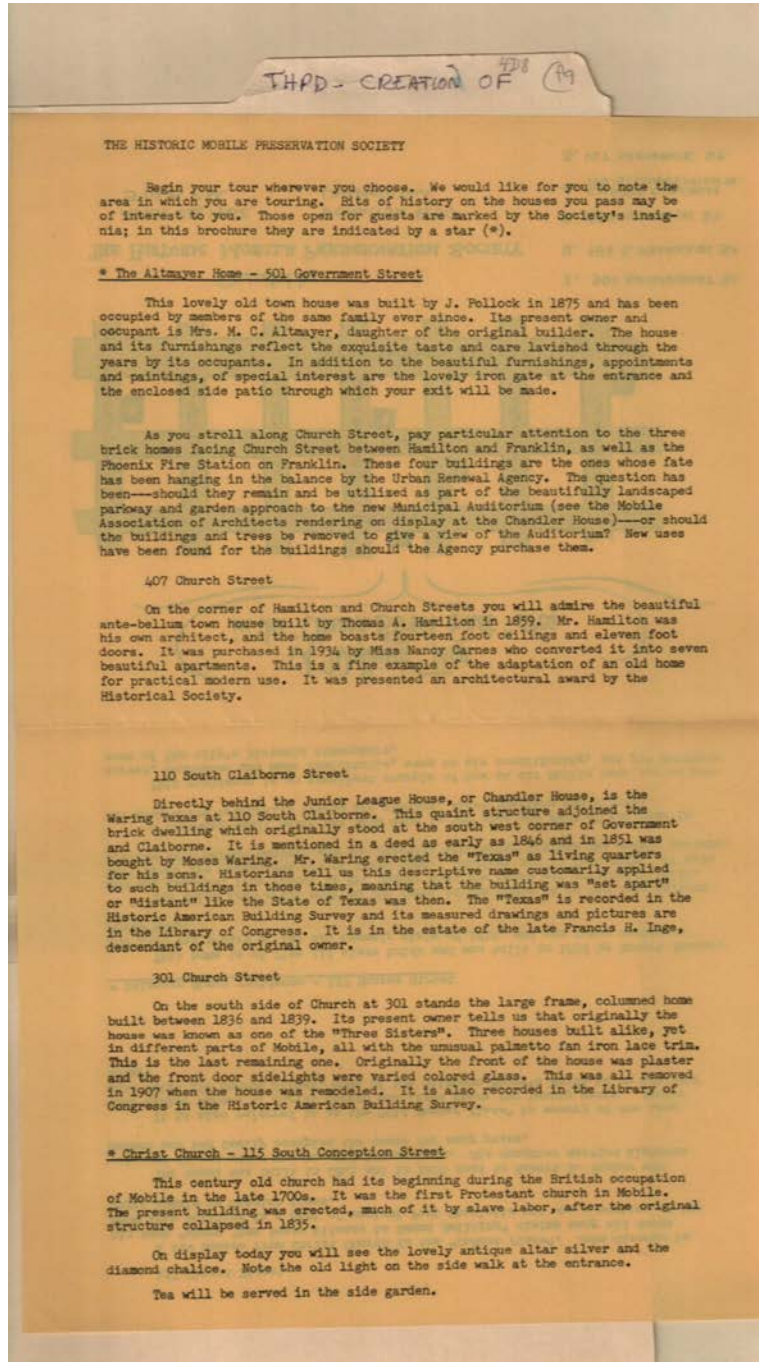 THPD - CREATION OF 4D8 A9
THE HISTORIC MOBILE PRESERVATION SOCIETY
Begin your tour wherever you choose. We would like for you to note the
area in which you are touring. Bits of history on the houses you pass may be
of interest to you. Those open for guests are marked by the Society's insig-
nia; in this brochure they are indicated by a star (*).
* The Altmayer Home - 501 Government Street
This lovely old town house was built by J. Pollock in 1875 and has been
occupied by members of the same family ever since. Its present owner and
occupant is Mrs. M. C. Altmayer, daughter of the original builder. The house
and its furnishings reflect the exquisite taste and care lavished through the
years by its occupants. In addition to the beautiful furnishings, appointments
and paintings, of special interest are the lovely iron gate at the entrance and
the enclosed side patio through which your exit will be made.
As you stroll along Church Street, pay particular attention to the three
brick homes facing Church Street between Hamilton and Franklin, as well as the
Phoenix Fire Station on Franklin. These four buildings are the ones whose fate
has been hanging in the balance by the Urban Renewal Agency. The question has
been---should they remain and be utilized as part of the beautifully landscaped
parkway and garden approach to the new Municipal Auditorium (see the Mobile
Association of Architects rendering on display at the Chandler House)---or should
the buildings and trees be removed to give a view of the Auditorium? New uses
have been found for the buildings should the Agency purchase them.
407 Church Street
On the corner of Hamilton and Church Streets you will admire the beautiful
ante-bellum town house built by Thomas A. Hamilton in 1859. Mr. Hamilton was
his own architect, and the home boasts fourteen foot ceilings and eleven foot
doors. It was purchased in 1934 by Miss Nancy Carnes who converted it into seven
beautiful apartments. This is a fine example of the adaptation of an old home
for practical modern use. It was presented an architectural award by the
Historical Society.
110 South Claiborne Street
Directly behind the Junior League House, or Chandler House, is the
Waring Texas at 110 South Claiborne. This quaint structure adjoined the
brick dwelling which originally stood at the south west corner of Government
and Claiborne. It is mentioned in a deed as early as 1846 and in 1851 was
bought by Moses Waring. Mr. Waring erected the "Texas" as living quarters
for his sons. Historians tell us this descriptive name customarily applied
to such buildings in those times, meaning that the building was "set apart"
or "distant" like the State of Texas was then. The "Texas" is recorded in the
Historic American Building Survey and its measured drawings and pictures are
in the Library of Congress. It is in the estate of the late Francis H. Inge,
descendant of the original owner.
301 Church Street
On the south side of Church at 301 stands the large frame, columned home
built between 1836 and 1839. Its present owner tells us that originally the
house was known as one of the "Three Sisters". Three houses built alike, yet
in different parts of Mobile, all with the unusual palmetto fan iron lace trim.
This is the last remaining one. Originally the front of the house was plaster
and the front door sidelights were varied colored glass. This was all removed
in 1907 when the house was remodeled. It is also recorded in the Library of
Congress in the Historic American Building Survey.
* Christ Church - 115 South Conception Street
This century old church had its beginning during the British occupation
of Mobile in the late 1700s. It was the first Protestant church in Mobile.
The present building was erected, much of it by slave labor, after the original
structure collapsed in 1835.
On display today you will see the lovely antique altar silver and the
diamond chalice. Note the old light on the side walk at the entrance.
Tea will be served in the side garden.